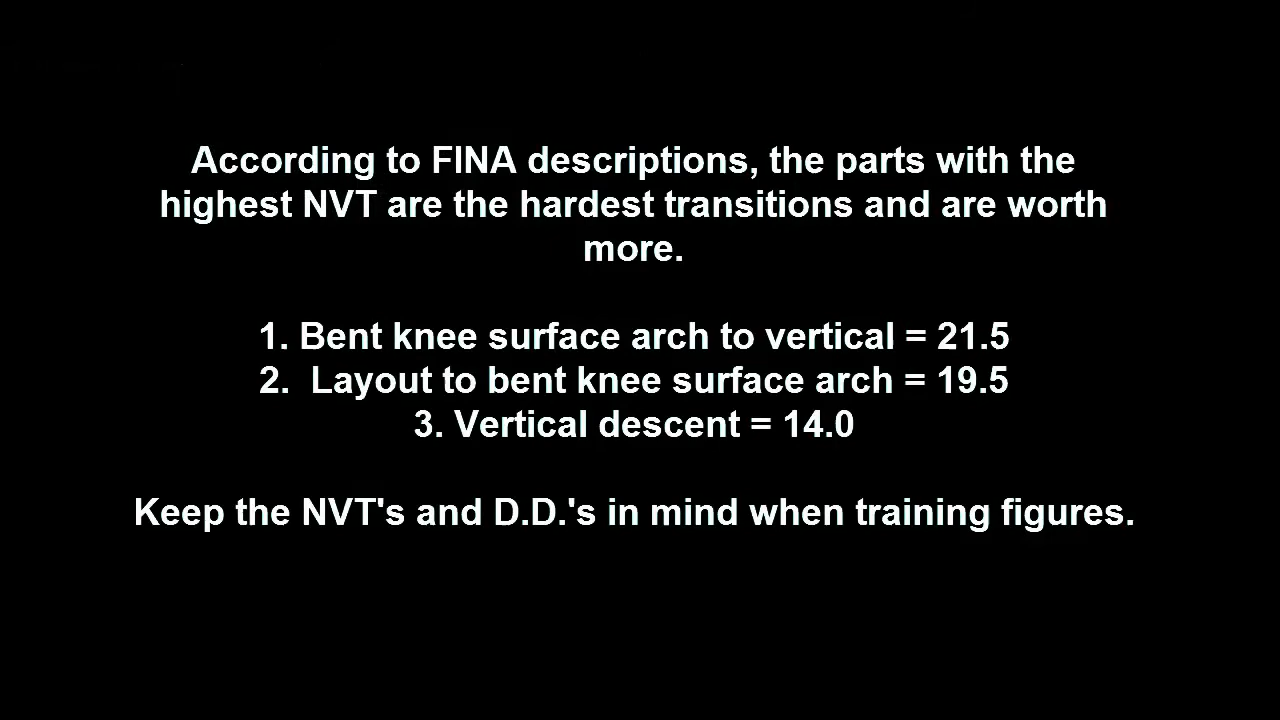 According to FINA descriptions, the parts with the
highest NVT are the hardest transitions and are worth
more.
1. Bent knee surface arch to vertical = 21.5
2.  Layout to bent knee surface arch = 19.5
3. Vertical descent = 14.0
Keep the NVT's and D.D.'s in mind when training figures.